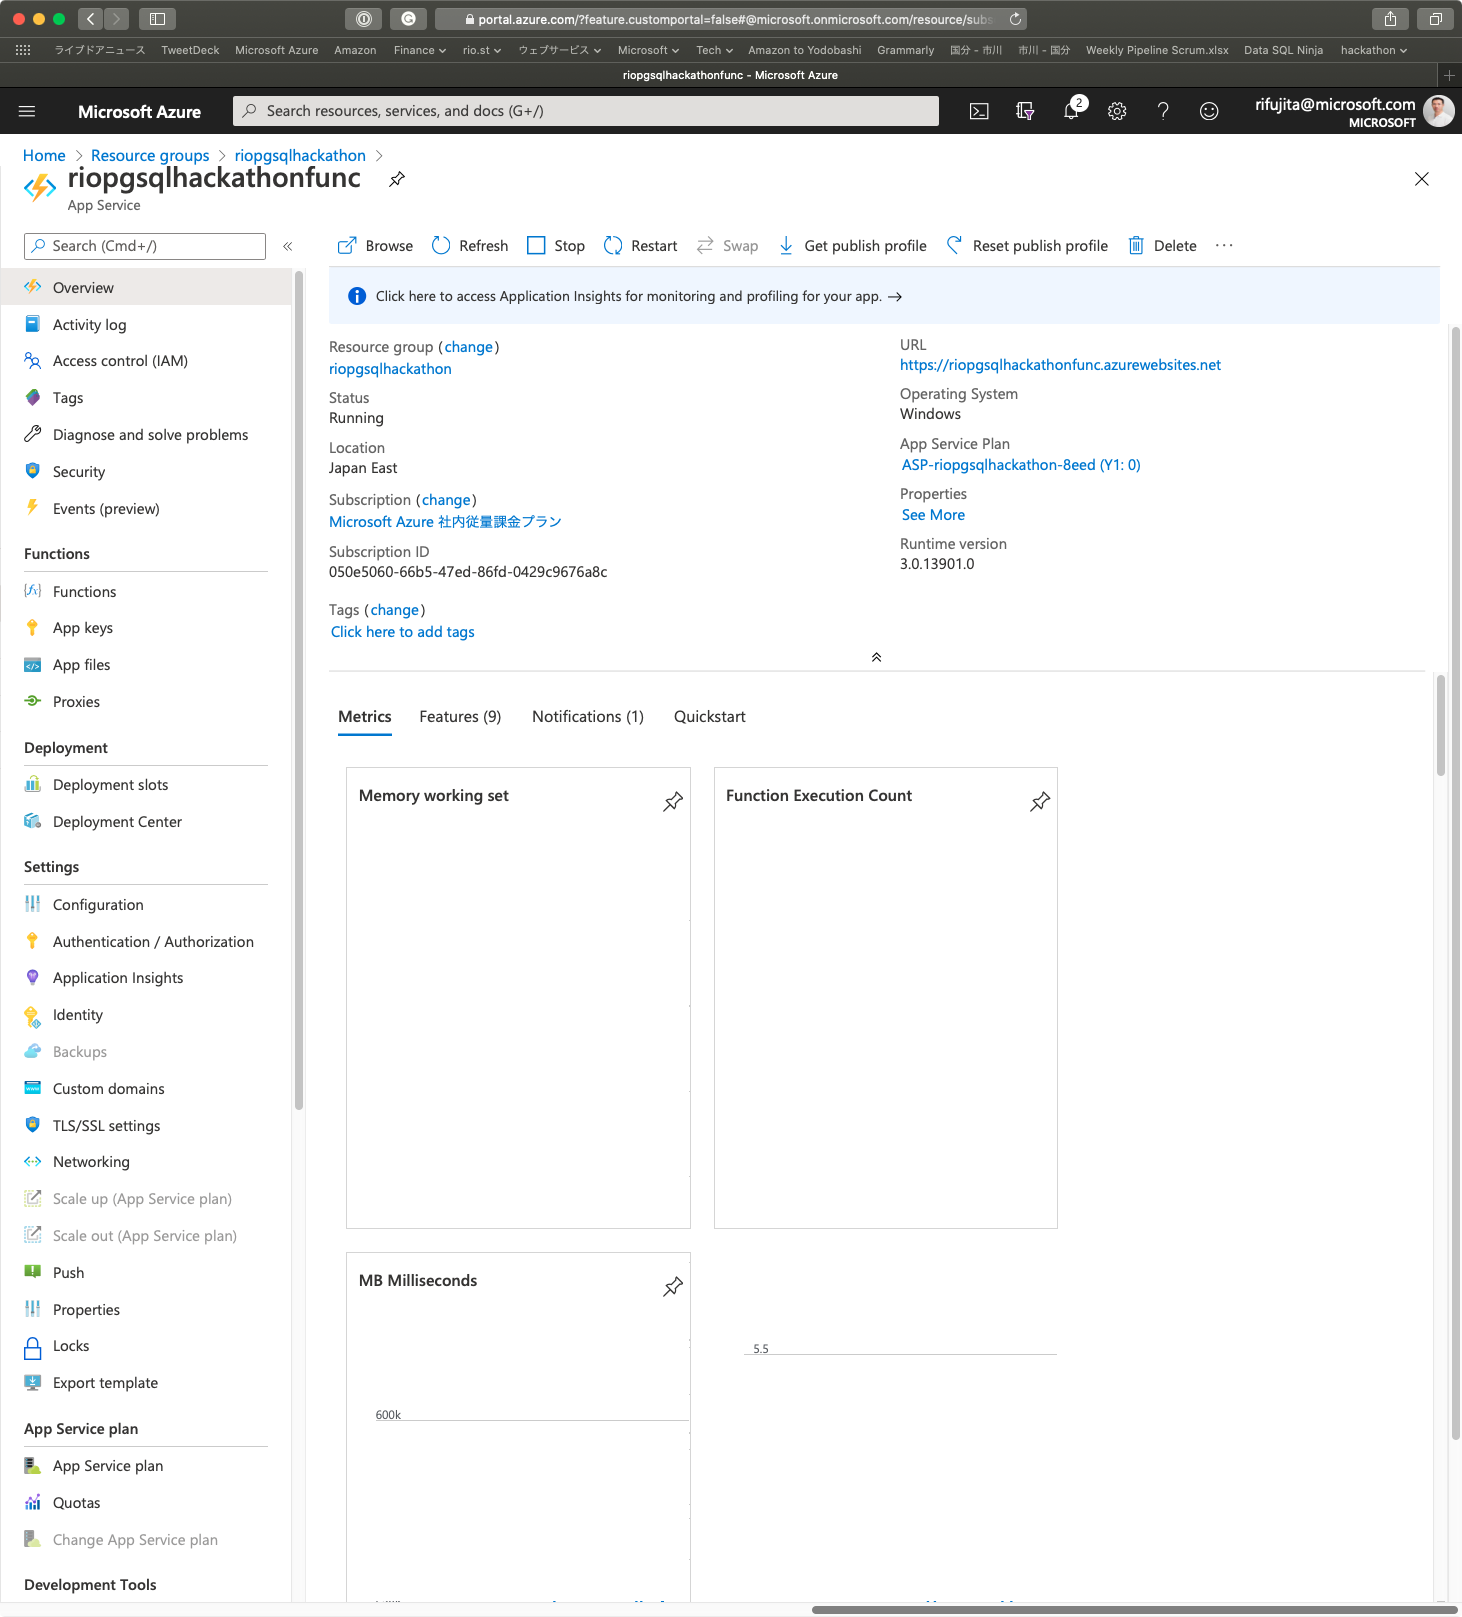 portal.azure.com/?feature.customportal=false#@microsoft.onmicrosoft.com/resource/subs
ライブドアニュース TweetDeck Microsoft Azure Amazon Finance rio.st ウェブサービス Microsoft Tech Amazon to Yodobashi Grammarly 国分 - 市川 市川 - 国分 Weekly Pipeline Scrum.xlsx Data SQL Ninja hackathon
riopgsqlhackathonfunc - Microsoft Azure
Microsoft Azure
Search resources, services, and docs (G+/)
2
rifujita@microsoft.com
MICROSOFT
Home > Resource groups > riopgsqlhackathon >
riopgsqlhackathonfunc
App Service
Search (Cmd+/)
Browse Refresh Stop Restart Swap Get publish profile Reset publish profile Delete ...
Click here to access Application Insights for monitoring and profiling for your app. →
Overview
Activity log
Access control (IAM)
Tags
Diagnose and solve problems
Security
Events (preview)
Functions
Functions
App keys
App files
Proxies
Deployment
Deployment slots
Deployment Center
Settings
Configuration
Authentication / Authorization
Application Insights
Identity
Backups
Custom domains
TLS/SSL settings
Networking
Scale up (App Service plan)
Scale out (App Service plan)
Push
Properties
Locks
Export template
App Service plan
App Service plan
Quotas
Change App Service plan
Development Tools
Resource group (change)
riopgsqlhackathon
Status
Running
Location
Japan East
Subscription (change)
Microsoft Azure 社内従量課金プラン
Subscription ID
050e5060-66b5-47ed-86fd-0429c9676a8c
Tags (change)
Click here to add tags
URL
https://riopgsqlhackathonfunc.azurewebsites.net
Operating System
Windows
App Service Plan
ASP-riopgsqlhackathon-8eed (Y1: 0)
Properties
See More
Runtime version
3.0.13901.0
Metrics Features (9) Notifications (1) Quickstart
Memory working set
Function Execution Count
MB Milliseconds
600k
5.5